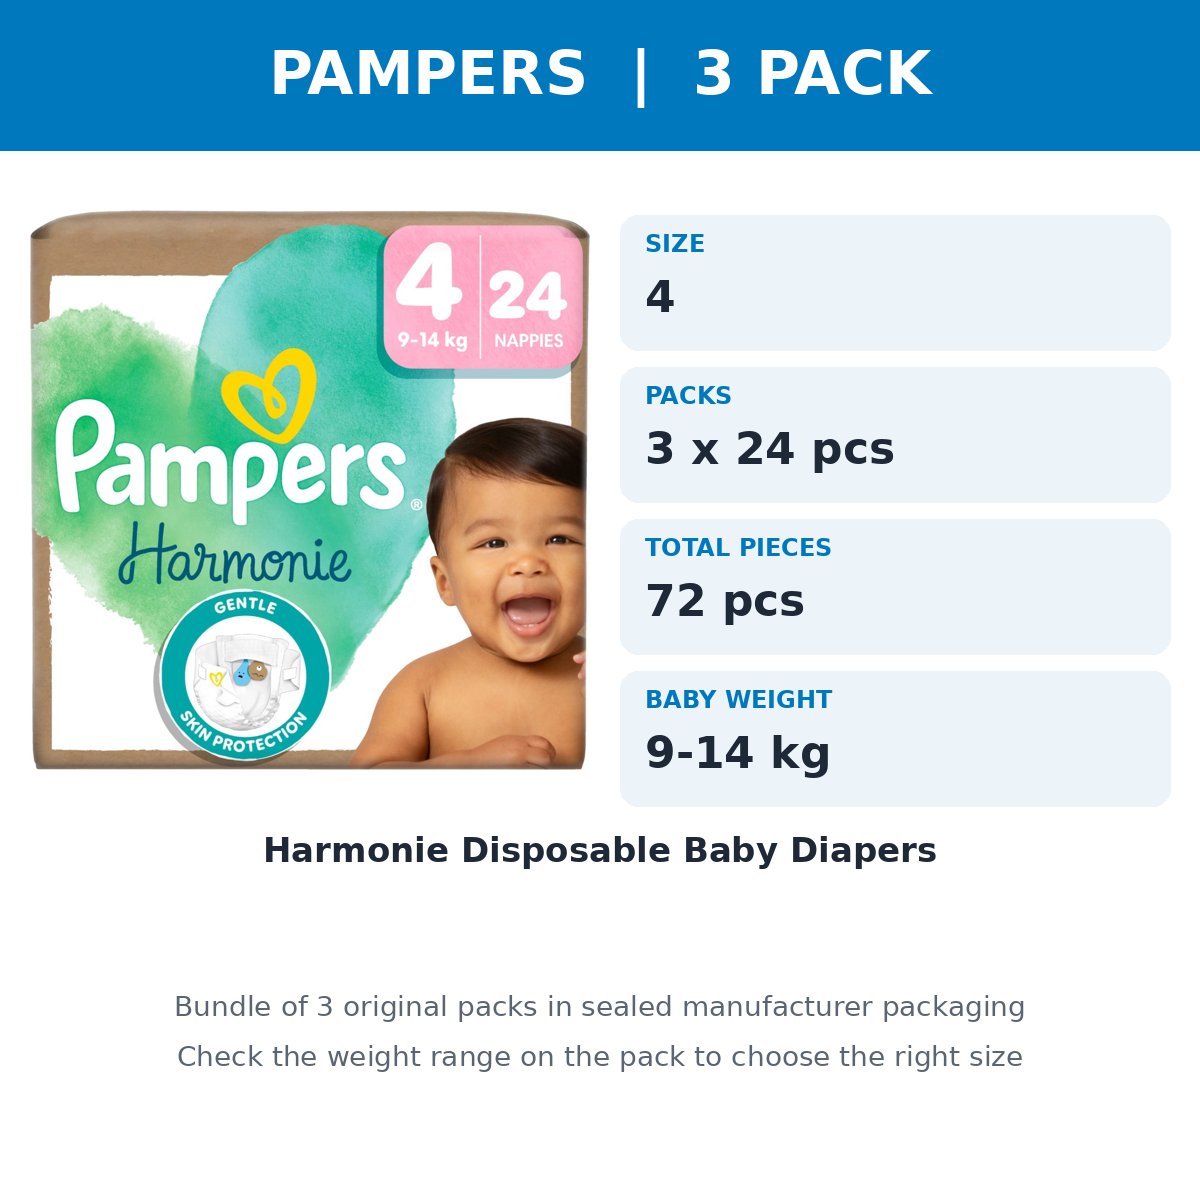 PAMPERS | 3 PACK
4
9-14 kg
24
NAPPIES
Pampers®
Harmonie
GENTLE
SKIN PROTECTION
SIZE
4
PACKS
3 x 24 pcs
TOTAL PIECES
72 pcs
BABY WEIGHT
9-14 kg
Harmonie Disposable Baby Diapers
Bundle of 3 original packs in sealed manufacturer packaging
Check the weight range on the pack to choose the right size